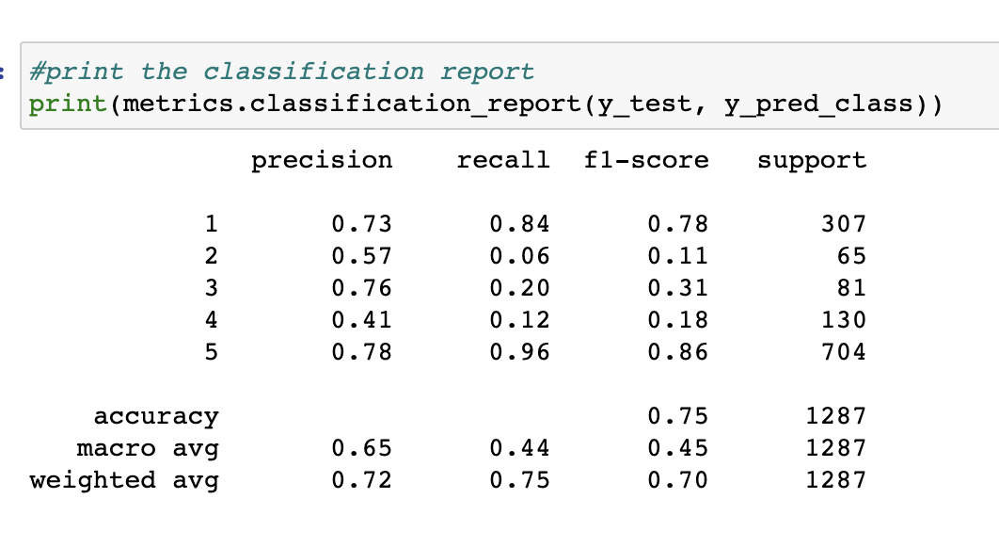 :
#print the classification report
print(metrics.classification_report(y_test, y_pred_class))
precision recall f1-score support
1 0.73 0.84 0.78 307
2 0.57 0.06 0.11 65
3 0.76 0.20 0.31 81
4 0.41 0.12 0.18 130
5 0.78 0.96 0.86 704
accuracy 0.75 1287
macro avg 0.65 0.44 0.45 1287
weighted avg 0.72 0.75 0.70 1287